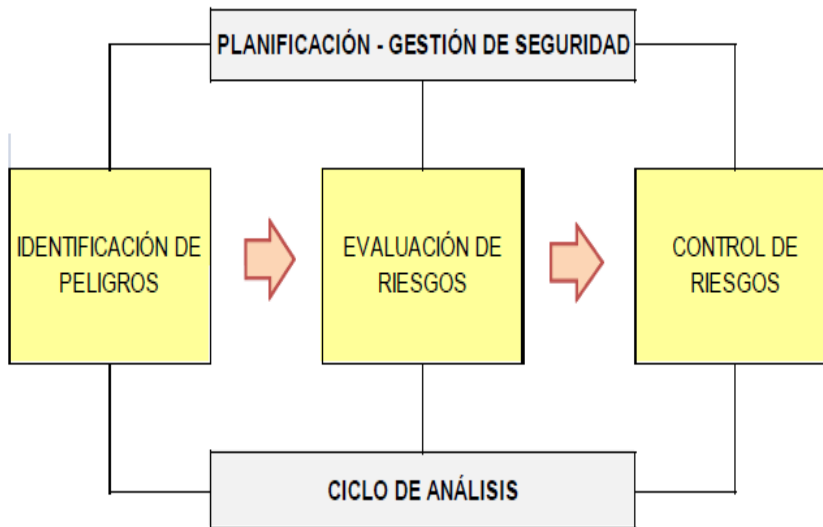 PLANIFICACIÓN - GESTIÓN DE SEGURIDAD
IDENTIFICACIÓN DE
PELIGROS
EVALUACIÓN DE
RIESGOS
CONTROL DE
RIESGOS
CICLO DE ANÁLISIS